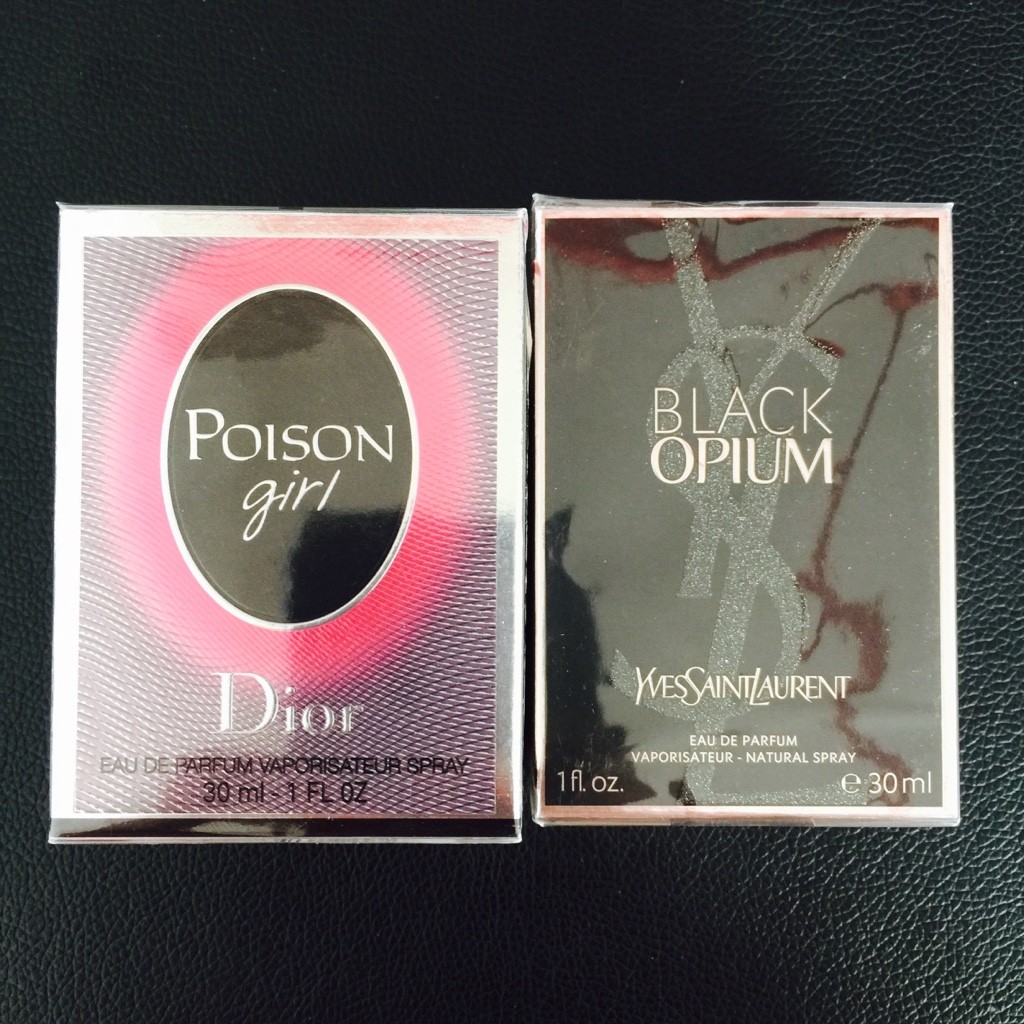 POISON
girl
Dior
EAU DE PARFUM VAPORISATEUR SPRAY
30 ml - 1 FL OZ
BLACK
OPIUM
YVESSAINTLAURENT
EAU DE PARFUM
VAPORISATEUR - NATURAL SPRAY
1 fl. oz. ℮ 30 ml